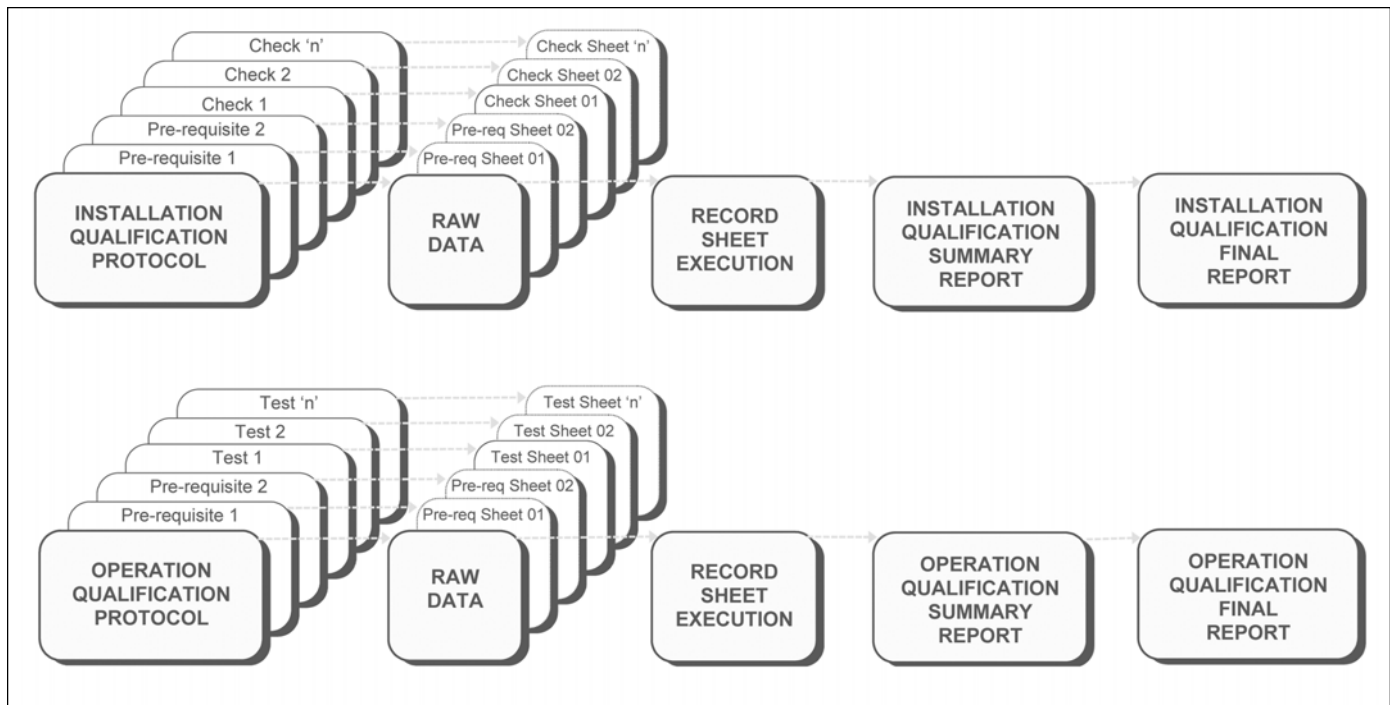 Check ‘n’
Check 2
Check 1
Pre-requisite 2
Pre-requisite 1
INSTALLATION
QUALIFICATION
PROTOCOL
Check Sheet ‘n’
Check Sheet 02
Check Sheet 01
Pre-req Sheet 02
Pre-req Sheet 01
RAW
DATA
RECORD
SHEET
EXECUTION
INSTALLATION
QUALIFICATION
SUMMARY
REPORT
INSTALLATION
QUALIFICATION
FINAL
REPORT
Test ‘n’
Test 2
Test 1
Pre-requisite 2
Pre-requisite 1
OPERATION
QUALIFICATION
PROTOCOL
Test Sheet ‘n’
Test Sheet 02
Test Sheet 01
Pre-req Sheet 02
Pre-req Sheet 01
RAW
DATA
RECORD
SHEET
EXECUTION
OPERATION
QUALIFICATION
SUMMARY
REPORT
OPERATION
QUALIFICATION
FINAL
REPORT